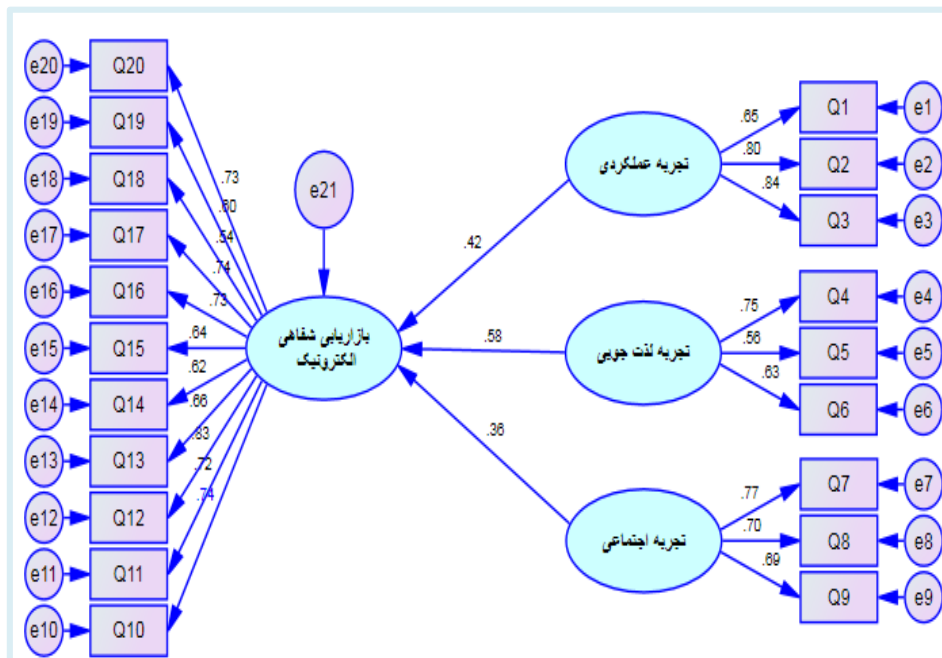 e20
Q20
e19
Q19
e18
Q18
e17
Q17
e16
Q16
e15
Q15
e14
Q14
e13
Q13
e12
Q12
e11
Q11
e10
Q10
.73
.60
.54
.74
.73
.64
.62
.66
.83
.72
.74
e21
بازاریابی شفاهی
الکترونیک
.42
.58
.36
تجربه عملکردی
تجربه لذت جویی
تجربه اجتماعی
.65
.80
.84
.75
.56
.63
.77
.70
.69
Q1
e1
Q2
e2
Q3
e3
Q4
e4
Q5
e5
Q6
e6
Q7
e7
Q8
e8
Q9
e9